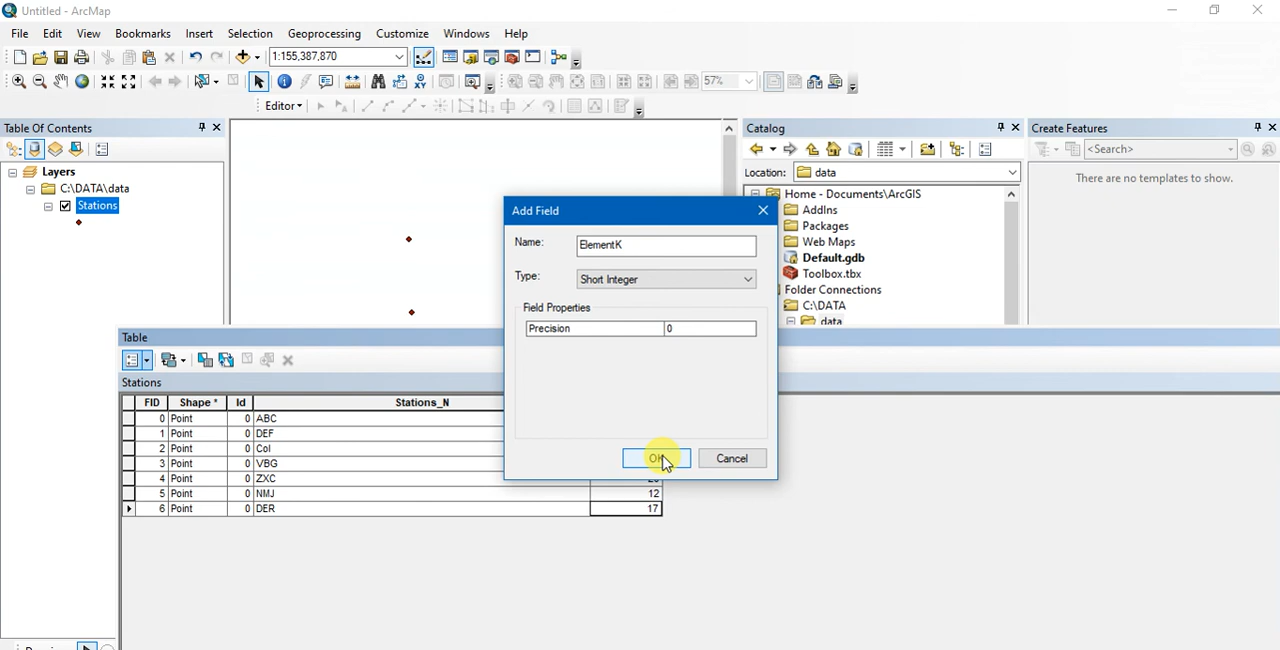 Untitled - ArcMap
File Edit View Bookmarks Insert Selection Geoprocessing Customize Windows Help
1:155,387,870
57%
Editor
Table Of Contents
Layers
C:\DATA\data
Stations
Catalog
Location: data
Home - Documents\ArcGIS
AddIns
Packages
Web Maps
Default.gdb
Toolbox.tbx
Folder Connections
C:\DATA
data
Create Features
<Search>
There are no templates to show.
Add Field
Name: ElementK
Type: Short Integer
Field Properties
Precision 0
OK Cancel
Table
Stations
FID Shape * Id Stations_N
0 Point 0 ABC
1 Point 0 DEF
2 Point 0 Col
3 Point 0 VBG
4 Point 0 ZXC
5 Point 0 NMJ 12
6 Point 0 DER 17